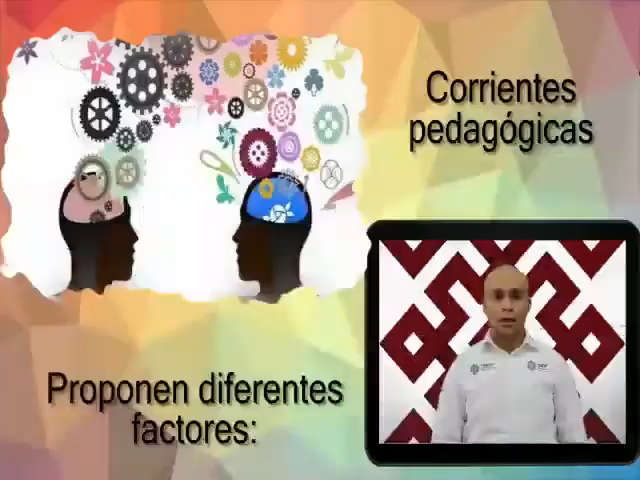 Corrientes
pedagógicas
Proponen diferentes
factores: